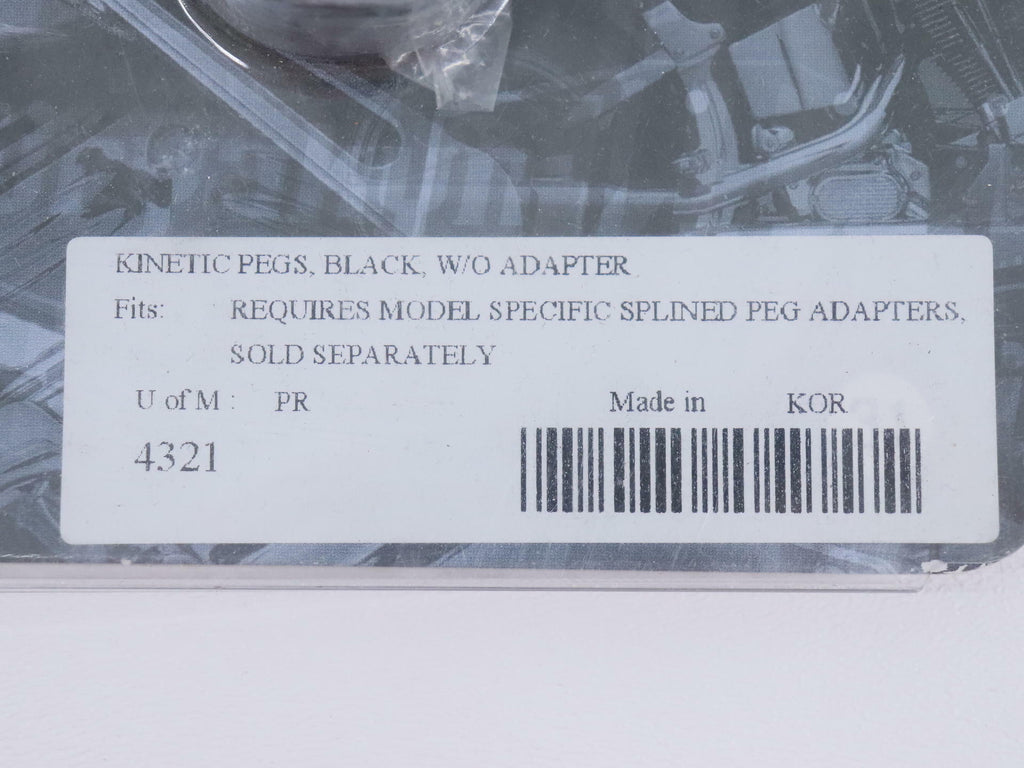 KINETIC PEGS, BLACK, W/O ADAPTER
Fits: REQUIRES MODEL SPECIFIC SPLINED PEG ADAPTERS,
SOLD SEPARATELY
U of M : PR Made in KOR
4321